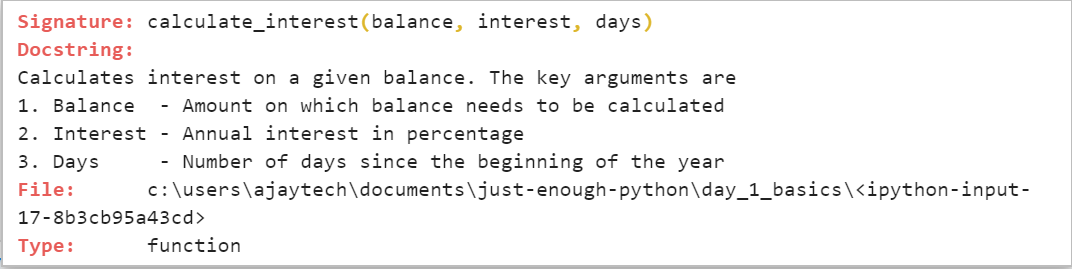 Signature: calculate_interest(balance, interest, days)
Docstring:
Calculates interest on a given balance. The key arguments are
1. Balance  - Amount on which balance needs to be calculated
2. Interest - Annual interest in percentage
3. Days     - Number of days since the beginning of the year
File:      c:\users\ajaytech\documents\just-enough-python\day_1_basics\<ipython-input-
17-8b3cb95a43cd>
Type:      function